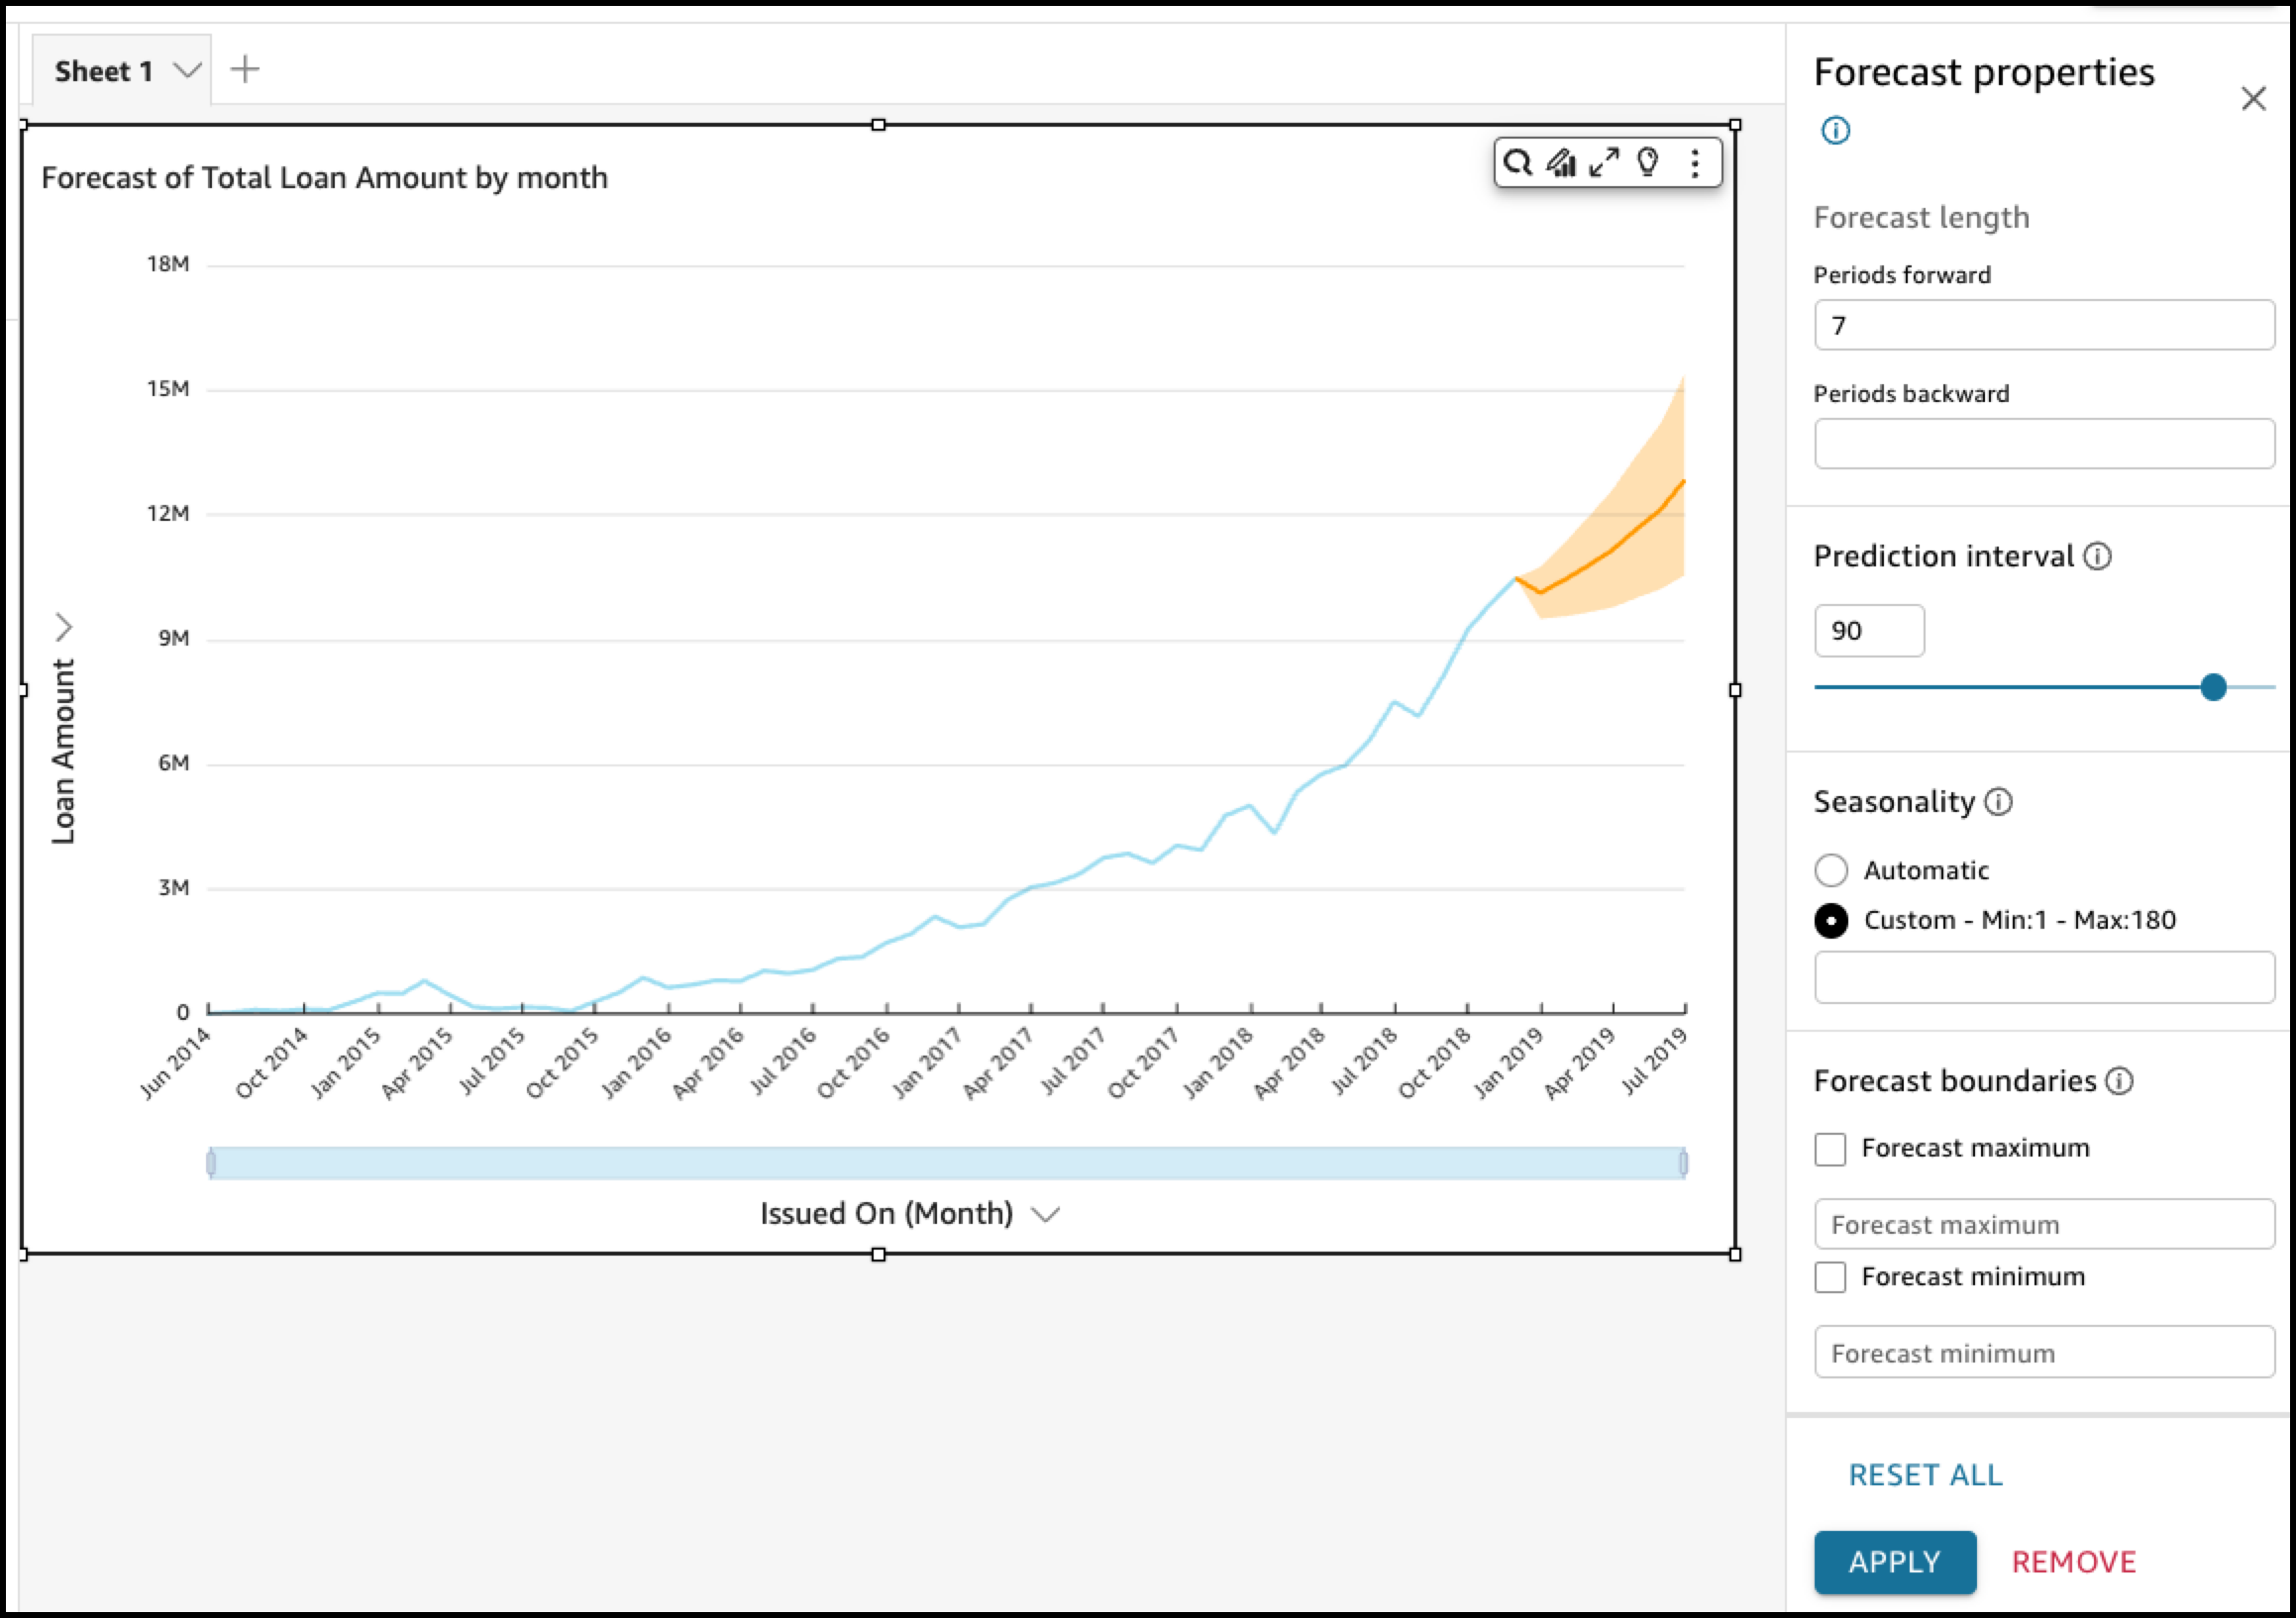 Sheet 1
Forecast of Total Loan Amount by month
18M
15M
12M
9M
6M
3M
0
Loan Amount
Jun 2014
Oct 2014
Jan 2015
Apr 2015
Jul 2015
Oct 2015
Jan 2016
Apr 2016
Jul 2016
Oct 2016
Jan 2017
Apr 2017
Jul 2017
Oct 2017
Jan 2018
Apr 2018
Jul 2018
Oct 2018
Jan 2019
Apr 2019
Jul 2019
Issued On (Month)
Forecast properties
Forecast length
Periods forward
7
Periods backward
Prediction interval
90
Seasonality
Automatic
Custom - Min:1 - Max:180
Forecast boundaries
Forecast maximum
Forecast maximum
Forecast minimum
Forecast minimum
RESET ALL
APPLY
REMOVE